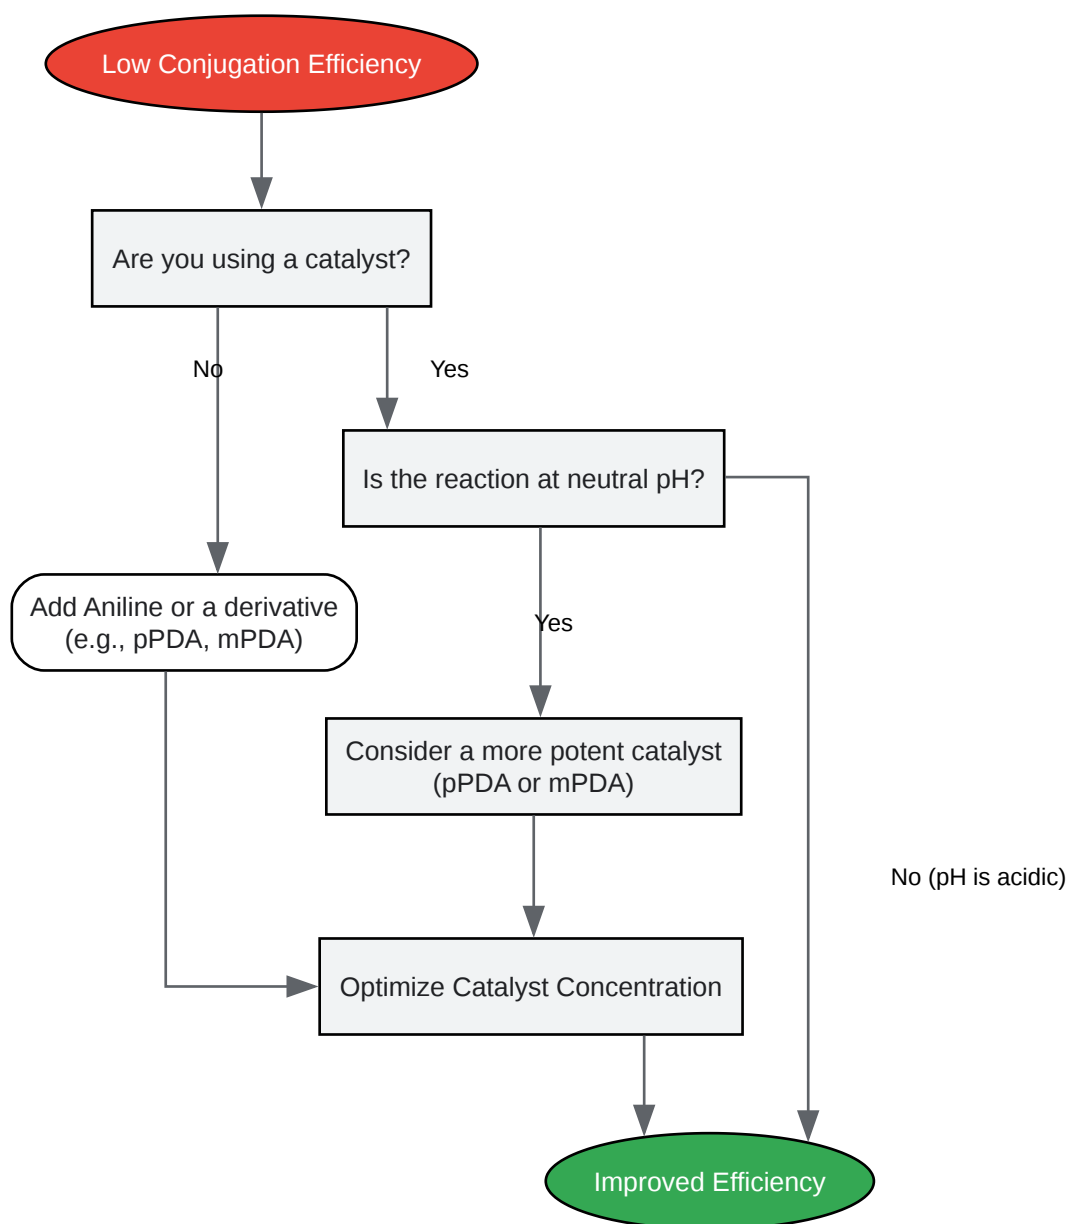 Low Conjugation Efficiency
Are you using a catalyst?
No
Yes
Is the reaction at neutral pH?
Add Aniline or a derivative
(e.g., pPDA, mPDA)
Yes
Consider a more potent catalyst
(pPDA or mPDA)
No (pH is acidic)
Optimize Catalyst Concentration
Improved Efficiency